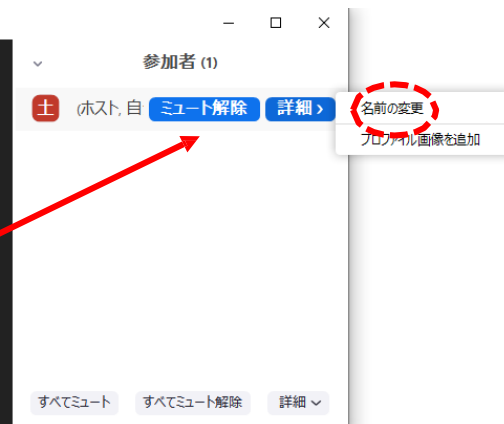 参加者 (1)
土 (ホスト, 自 ミュート解除 詳細 ›
名前の変更
プロファイル画像を追加
すべてミュート すべてミュート解除 詳細